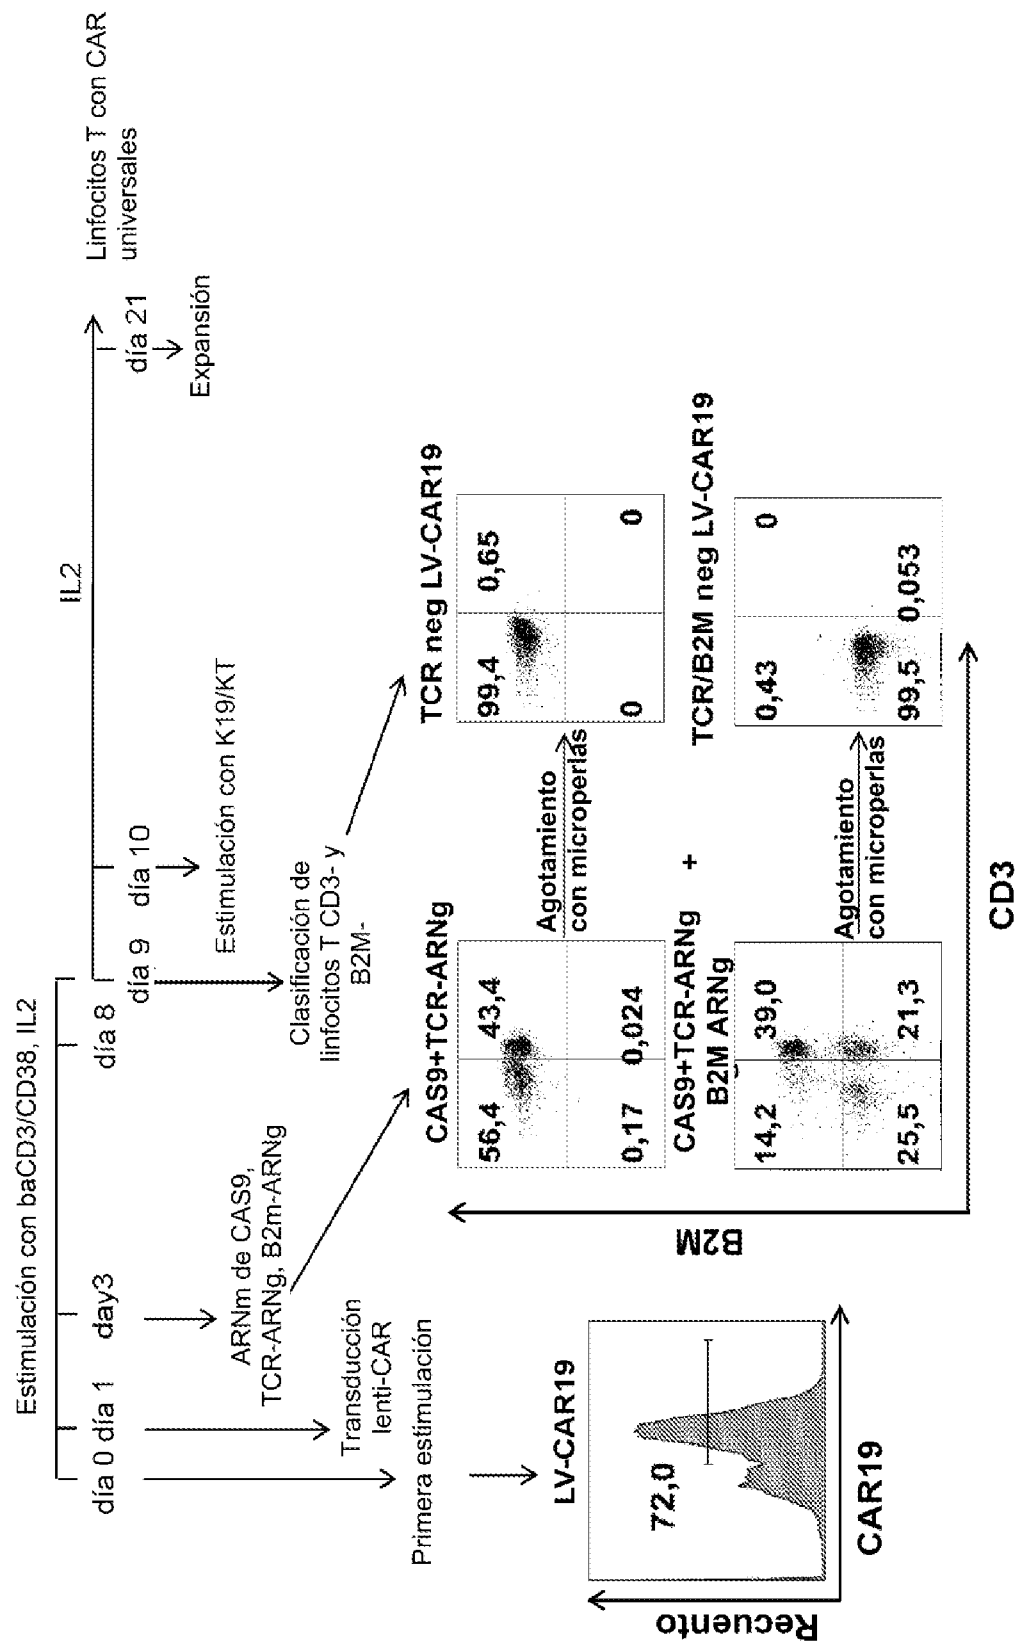 Estimulación con baCD3/CD38, IL2
IL2
día 0
día 1
day3
día 8
día 9
día 10
día 21
Linfocitos T con CAR
universales
Expansión
Estimulación con K19/KT
ARNm de CAS9,
TCR-ARNg, B2m-ARNg
Transducción
lenti-CAR
Primera estimulación
Clasificación de
linfocitos T CD3- y
B2M-
LV-CAR19
72,0
Recuento
CAR19
CAS9+TCR-ARNg
56,4
43,4
0,17
0,024
Agotamiento
con microperlas
TCR neg LV-CAR19
99,4
0,65
0
0
CAS9+TCR-ARNg +
B2M ARNg
14,2
39,0
25,5
21,3
Agotamiento
con microperlas
TCR/B2M neg LV-CAR19
0,43
0
99,5
0,053
B2M
CD3